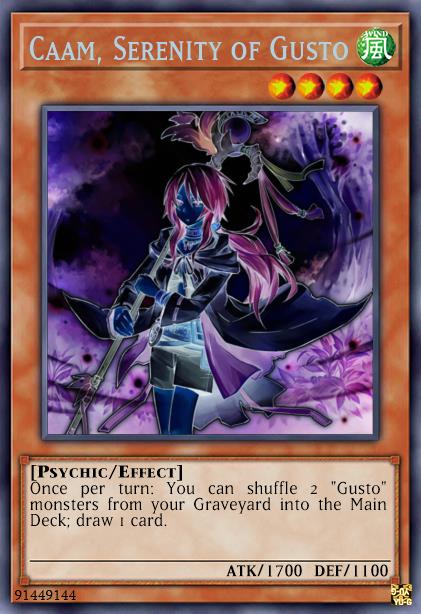 Caam, Serenity of Gusto
WIND
風
[Psychic/Effect]
Once per turn: You can shuffle 2 "Gusto"
monsters from your Graveyard into the Main
Deck; draw 1 card.
ATK/1700 DEF/1100
91449144